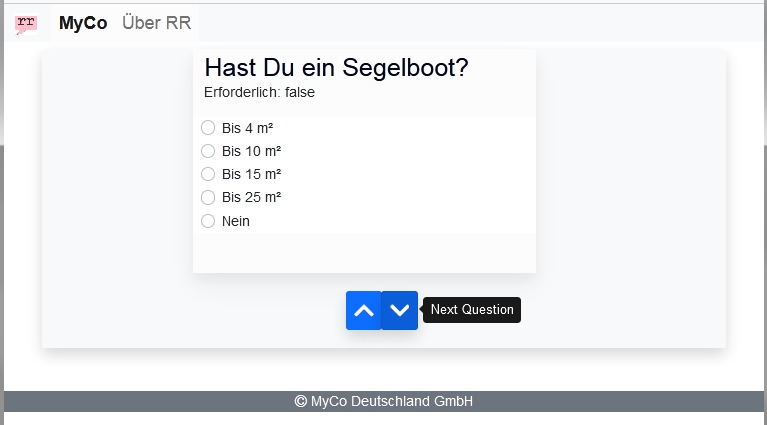 rr MyCo Über RR
Hast Du ein Segelboot?
Erforderlich: false
Bis 4 m²
Bis 10 m²
Bis 15 m²
Bis 25 m²
Nein
Next Question
© MyCo Deutschland GmbH